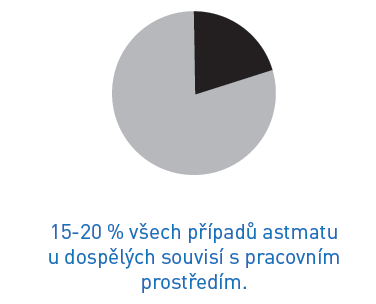 15-20 % všech případů astmatu
u dospělých souvisí s pracovním
prostředím.